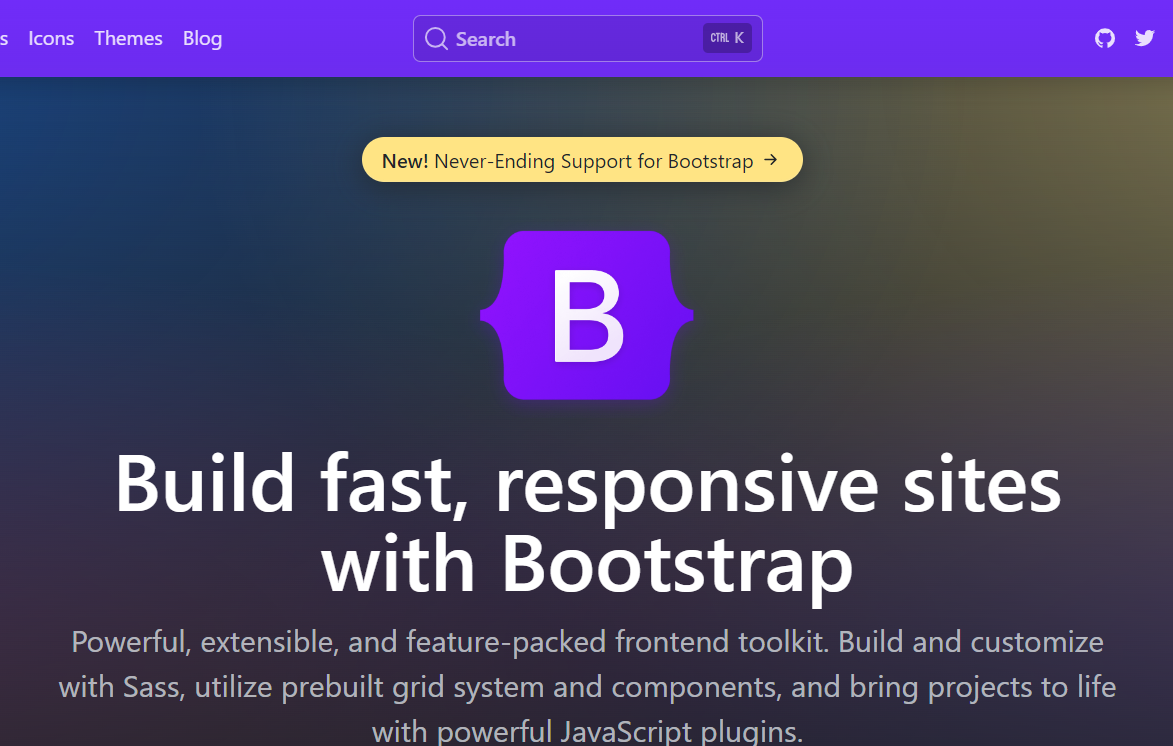 s Icons Themes Blog Search CTRL K
New! Never-Ending Support for Bootstrap →
B
Build fast, responsive sites
with Bootstrap
Powerful, extensible, and feature-packed frontend toolkit. Build and customize
with Sass, utilize prebuilt grid system and components, and bring projects to life
with powerful JavaScript plugins.